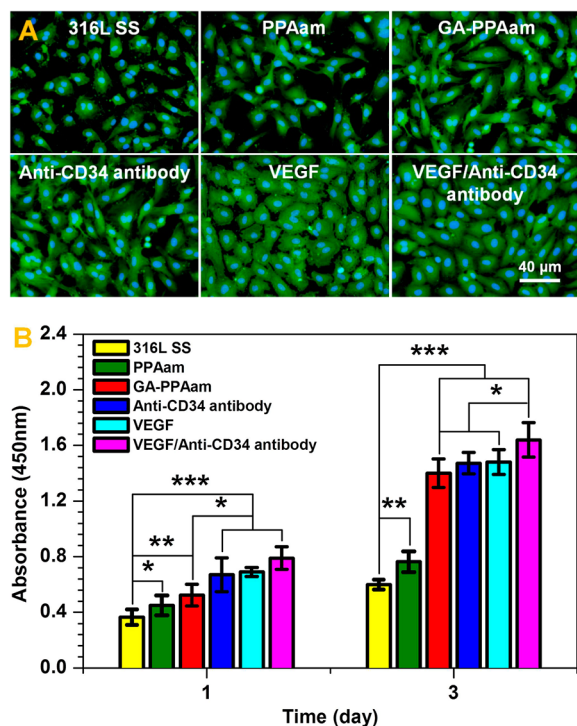 A
316L SS
PPAam
GA-PPAam
Anti-CD34 antibody
VEGF
VEGF/Anti-CD34
antibody
40 μm
B
2.4
2.0
1.6
1.2
0.8
0.4
0.0
Absorbance (450nm)
316L SS
PPAam
GA-PPAam
Anti-CD34 antibody
VEGF
VEGF/Anti-CD34 antibody
***
*
**
*
***
*
**
1
3
Time (day)